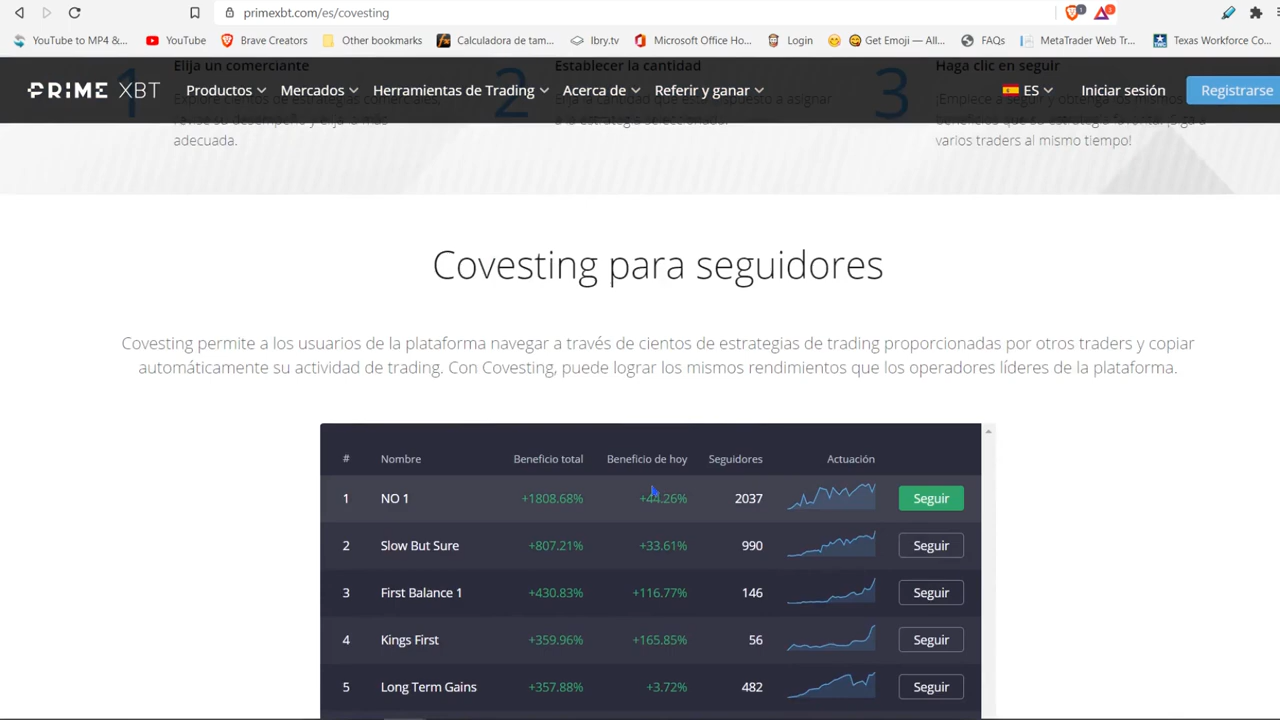 primexbt.com/es/covesting
1
3
YouTube to MP4 &... YouTube Brave Creators Other bookmarks Calculadora de tam... lbry.tv Microsoft Office Ho... Login Get Emoji — All... FAQs MetaTrader Web Tr... Texas Workforce Co...
1 Elija un comerciante 2 Establecer la cantidad 3 Haga clic en seguir
PRIME XBT Productos Mercados Herramientas de Trading Acerca de Referir y ganar ES Iniciar sesión Registrarse
adecuada. varios traders al mismo tiempo!
Covesting para seguidores
Covesting permite a los usuarios de la plataforma navegar a través de cientos de estrategias de trading proporcionadas por otros traders y copiar
automáticamente su actividad de trading. Con Covesting, puede lograr los mismos rendimientos que los operadores líderes de la plataforma.
# Nombre Beneficio total Beneficio de hoy Seguidores Actuación
1 NO 1 +1808.68% +44.26% 2037 Seguir
2 Slow But Sure +807.21% +33.61% 990 Seguir
3 First Balance 1 +430.83% +116.77% 146 Seguir
4 Kings First +359.96% +165.85% 56 Seguir
5 Long Term Gains +357.88% +3.72% 482 Seguir